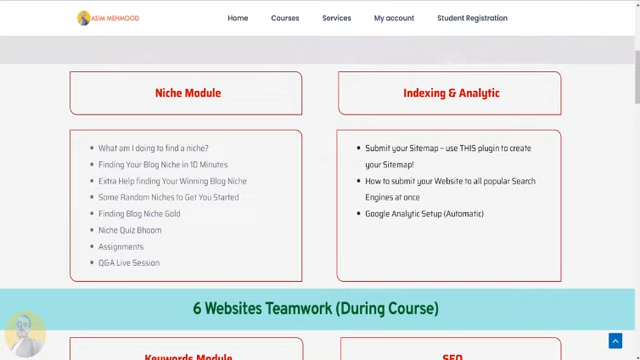 ASIM MEHMOOD
Home Courses Services My account Student Registration
Niche Module
What am I doing to find a niche?
Finding Your Blog Niche in 10 Minutes
Extra Help finding Your Winning Blog Niche
Some Random Niches to Get You Started
Finding Blog Niche Gold
Niche Quiz Bhoom
Assignments
Q&A Live Session
Indexing & Analytic
Submit your Sitemap – use THIS plugin to create
your Sitemap!
How to submit your Website to all popular Search
Engines at once
Google Analytic Setup (Automatic)
6 Websites Teamwork (During Course)
Keywords Module
SEO